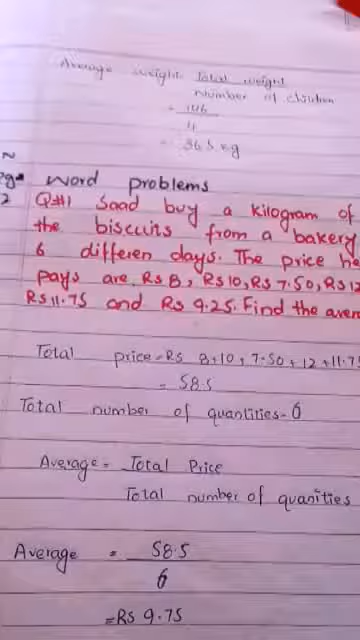 Average weight= Total weight
Number of children
= 146
4
= 36.5 kg
word problems
2 Q#1 Saad buy a kilogram of
the biscuits from a bakery
6 differen days. The price he
pays are Rs 8, Rs 10, Rs 7.50, Rs 12
Rs 11.75 and Rs 9.25. Find the aver
Total price= Rs 8+10+7.50+12+11.7
= 58.5
Total number of quantities= 6
Average= Total Price
Total number of quanities
Average = 58.5
6
=Rs 9.75